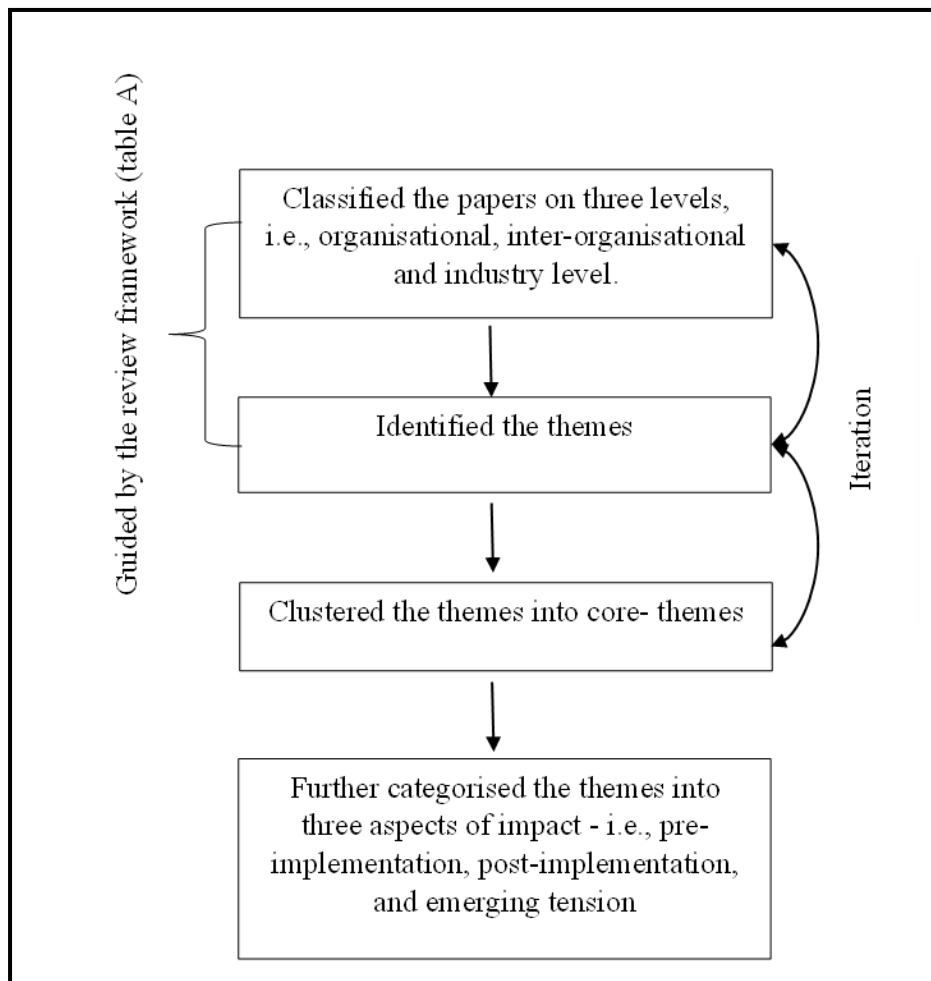 Guided by the review framework (table A)
Classified the papers on three levels,
i.e., organisational, inter-organisational
and industry level.
Identified the themes
Iteration
Clustered the themes into core- themes
Further categorised the themes into
three aspects of impact - i.e., pre-
implementation, post-implementation,
and emerging tension